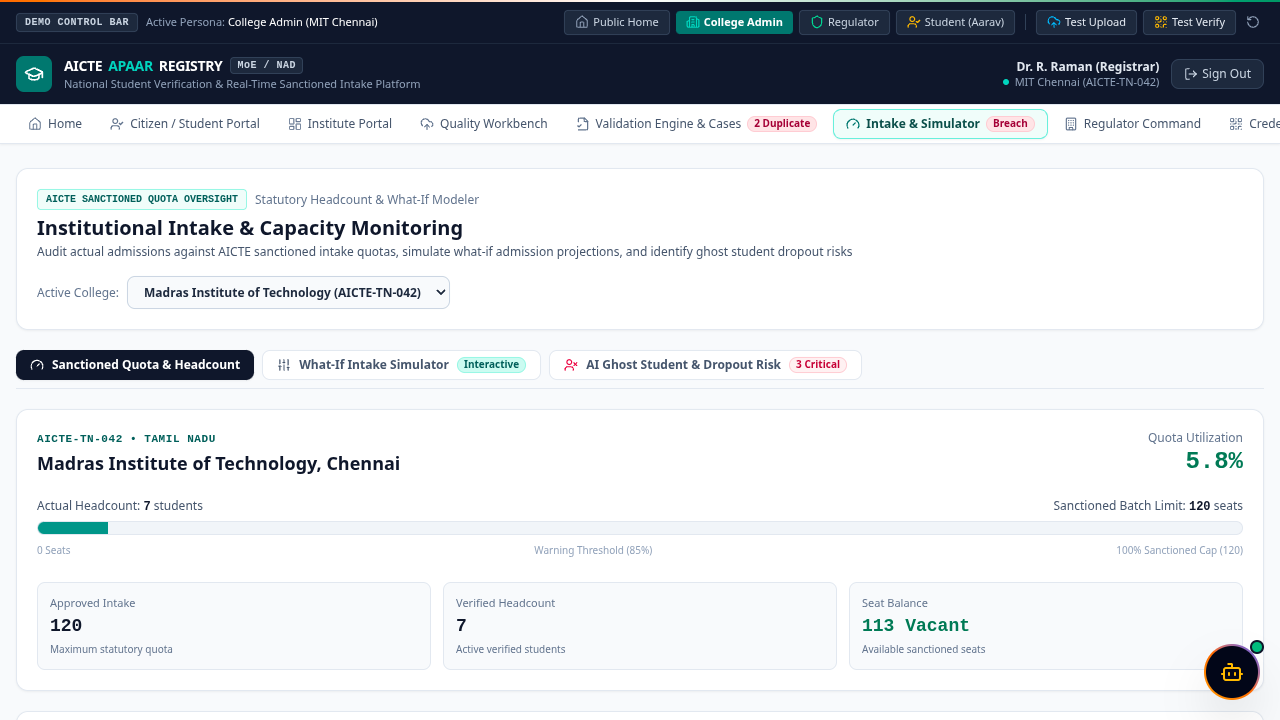 DEMO CONTROL BAR Active Persona: College Admin (MIT Chennai) Public Home College Admin Regulator Student (Aarav) Test Upload Test Verify
AICTE APAAR REGISTRY MoE / NAD
National Student Verification & Real-Time Sanctioned Intake Platform
Dr. R. Raman (Registrar)
MIT Chennai (AICTE-TN-042)
Sign Out
Home Citizen / Student Portal Institute Portal Quality Workbench Validation Engine & Cases 2 Duplicate Intake & Simulator Breach Regulator Command Crede
AICTE SANCTIONED QUOTA OVERSIGHT Statutory Headcount & What-If Modeler
Institutional Intake & Capacity Monitoring
Audit actual admissions against AICTE sanctioned intake quotas, simulate what-if admission projections, and identify ghost student dropout risks
Active College: Madras Institute of Technology (AICTE-TN-042)
Sanctioned Quota & Headcount What-If Intake Simulator Interactive AI Ghost Student & Dropout Risk 3 Critical
AICTE-TN-042 • TAMIL NADU
Madras Institute of Technology, Chennai
Quota Utilization
5.8%
Actual Headcount: 7 students Sanctioned Batch Limit: 120 seats
0 Seats Warning Threshold (85%) 100% Sanctioned Cap (120)
Approved Intake
120
Maximum statutory quota
Verified Headcount
7
Active verified students
Seat Balance
113 Vacant
Available sanctioned seats